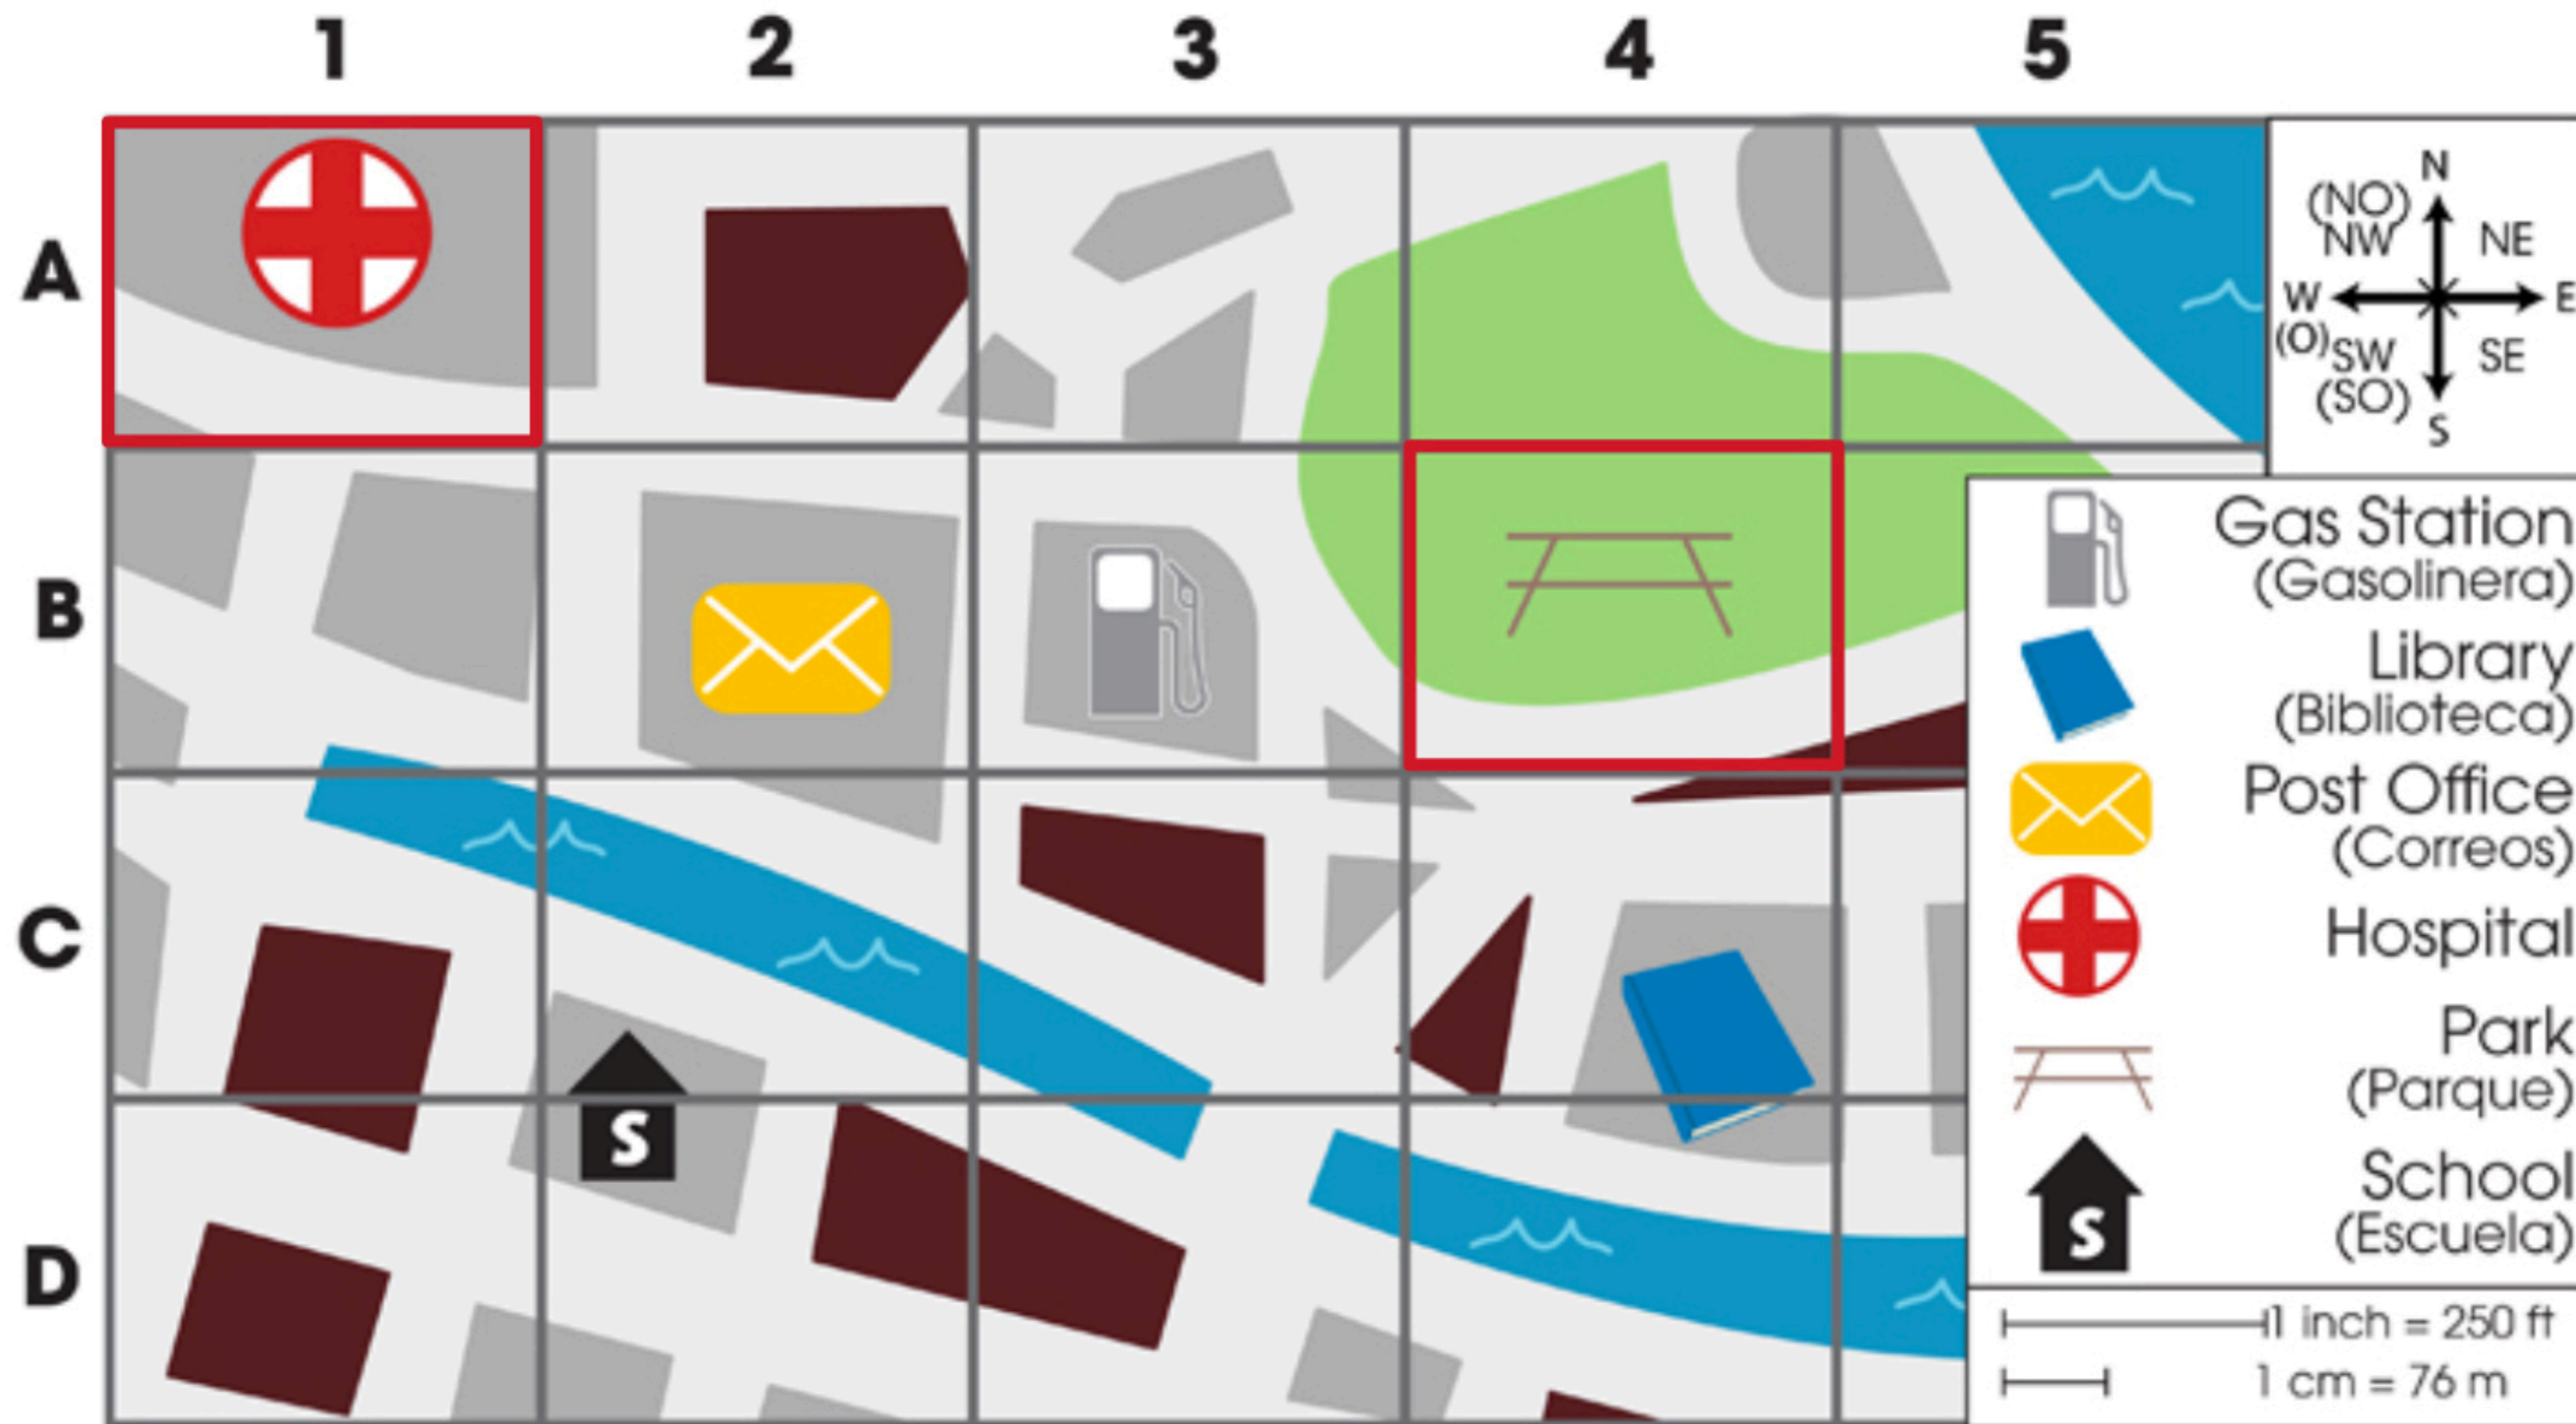 1 2 3 4 5
A
B
C
D
N
(NO)
NW NE
W E
(O) SW SE
(SO)
S
Gas Station
(Gasolinera)
Library
(Biblioteca)
Post Office
(Correos)
Hospital
Park
(Parque)
School
(Escuela)
S
S
1 inch = 250 ft
1 cm = 76 m